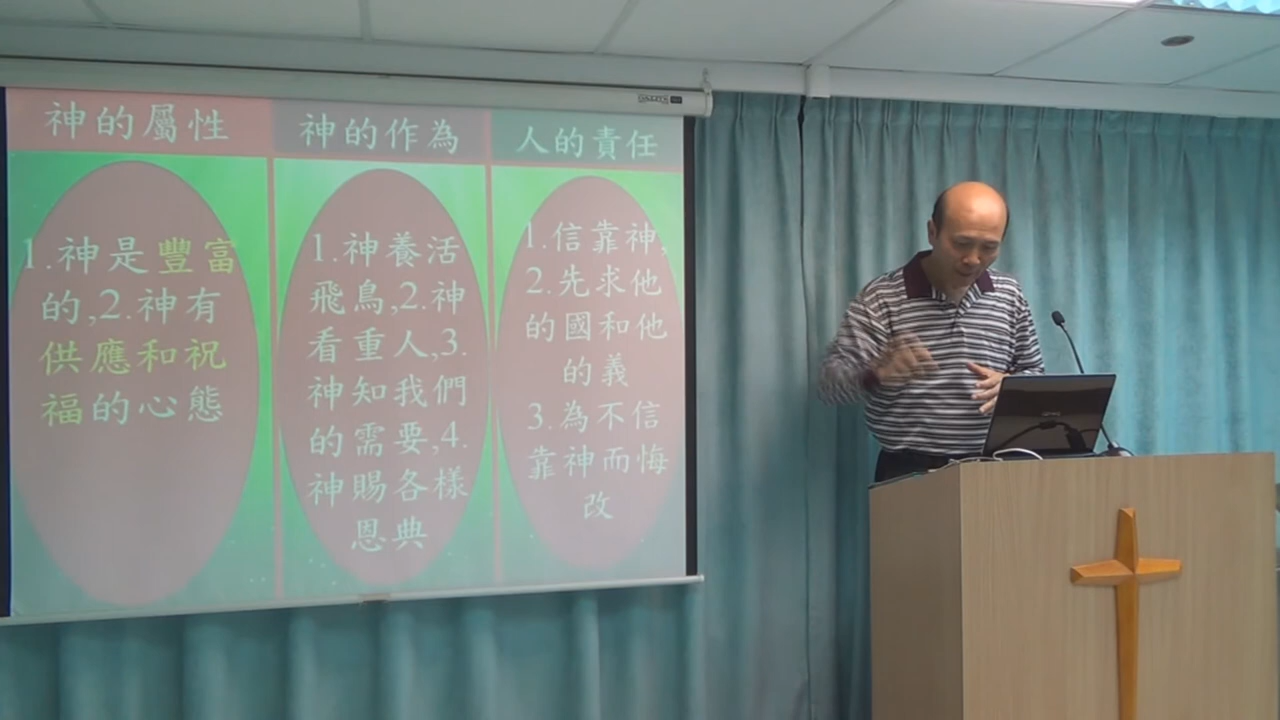 神的屬性
神的作為
人的責任
1.神是豐富
的,2.神有
供應和祝
福的心態
1.神養活
飛鳥,2.神
看重人,3.
神知我們
的需要,4.
神賜各樣
恩典
1.信靠神,
2.先求他
的國和他
的義
3.為不信
靠神而悔
改